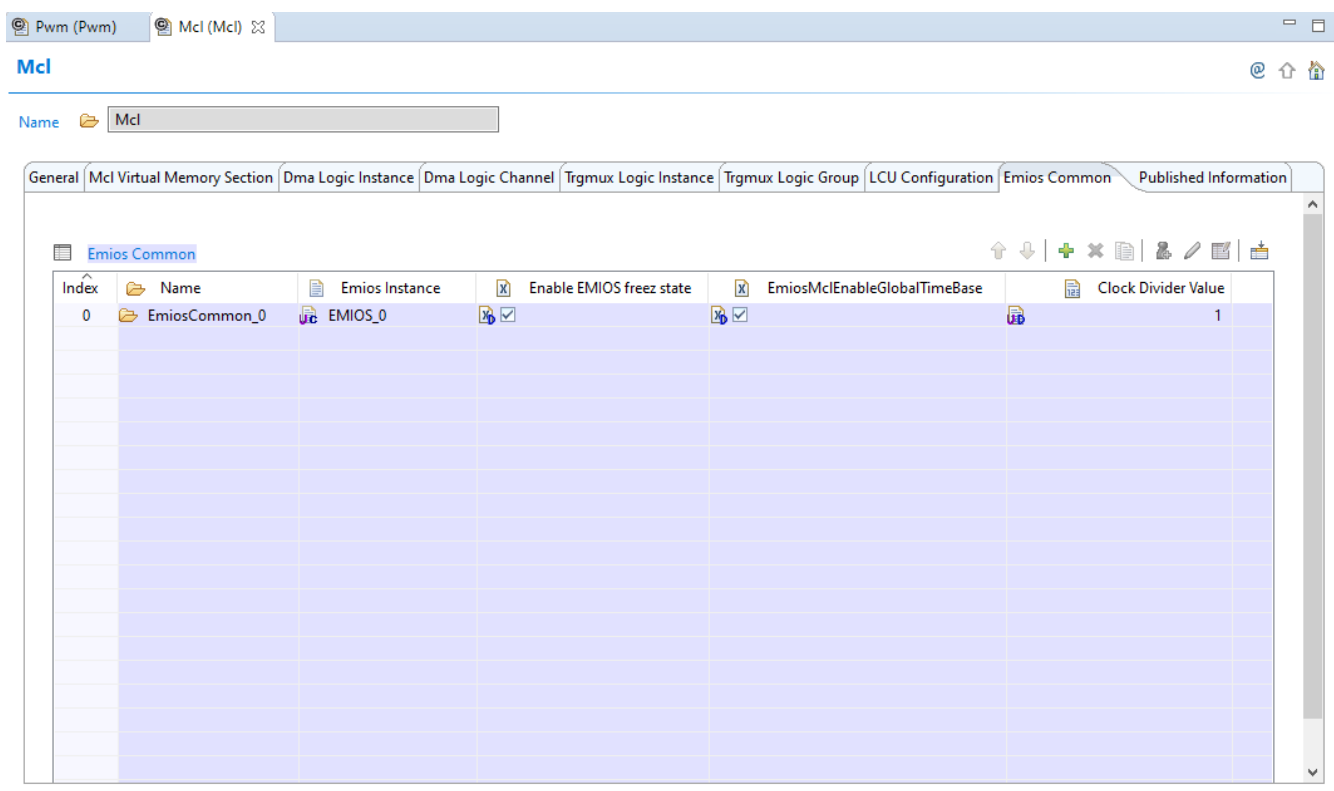 Pwm (Pwm) Mcl (Mcl)
Mcl
Name Mcl
General Mcl Virtual Memory Section Dma Logic Instance Dma Logic Channel Trgmux Logic Instance Trgmux Logic Group LCU Configuration Emios Common Published Information
Emios Common
Index Name Emios Instance Enable EMIOS freez state EmiosMclEnableGlobalTimeBase Clock Divider Value
0 EmiosCommon_0 EMIOS_0 1